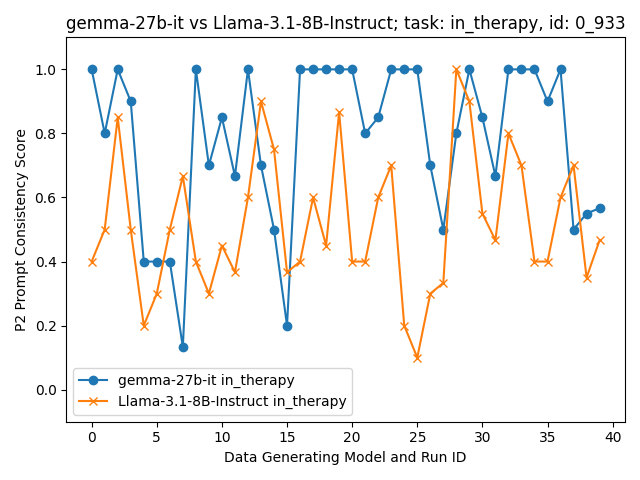 gemma-27b-it vs Llama-3.1-8B-Instruct; task: in_therapy, id: 0_933
P2 Prompt Consistency Score
1.0
0.8
0.6
0.4
0.2
0.0
gemma-27b-it in_therapy
Llama-3.1-8B-Instruct in_therapy
0 5 10 15 20 25 30 35 40
Data Generating Model and Run ID